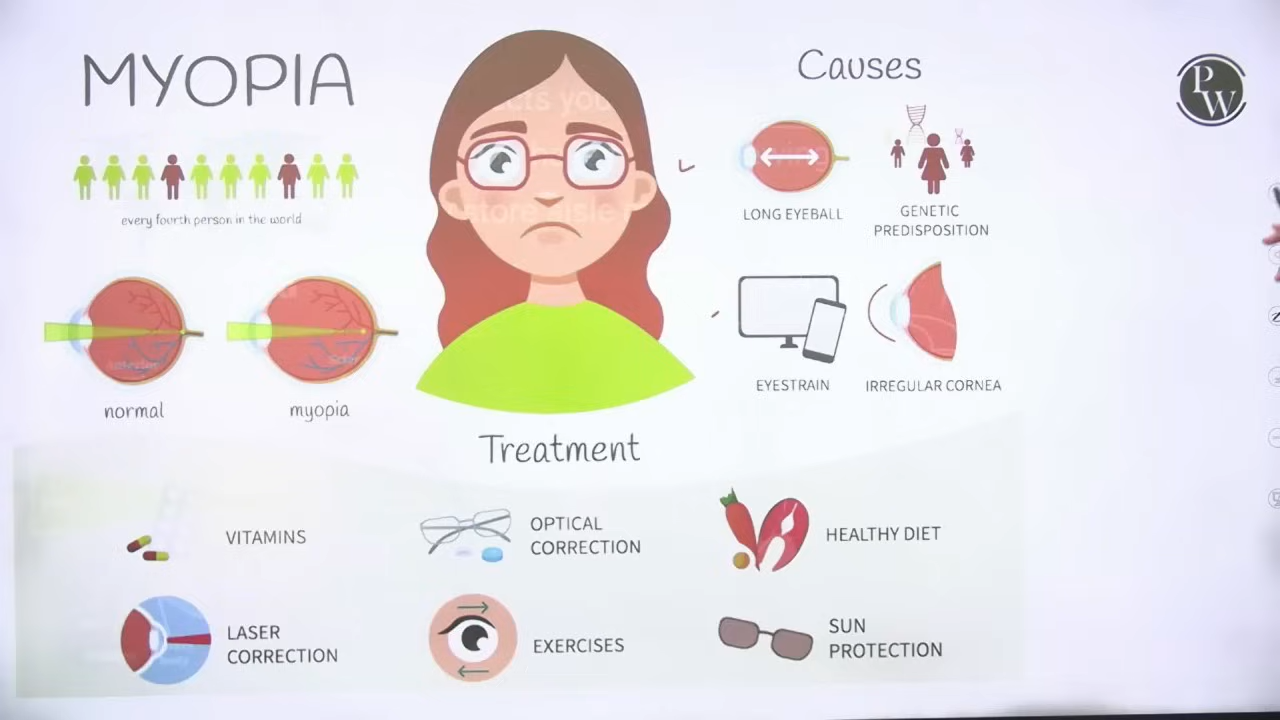 MYOPIA
every fourth person in the world
normal
myopia
Causes
LONG EYEBALL
GENETIC
PREDISPOSITION
EYESTRAIN
IRREGULAR CORNEA
PW
Treatment
VITAMINS
OPTICAL
CORRECTION
HEALTHY DIET
LASER
CORRECTION
EXERCISES
SUN
PROTECTION